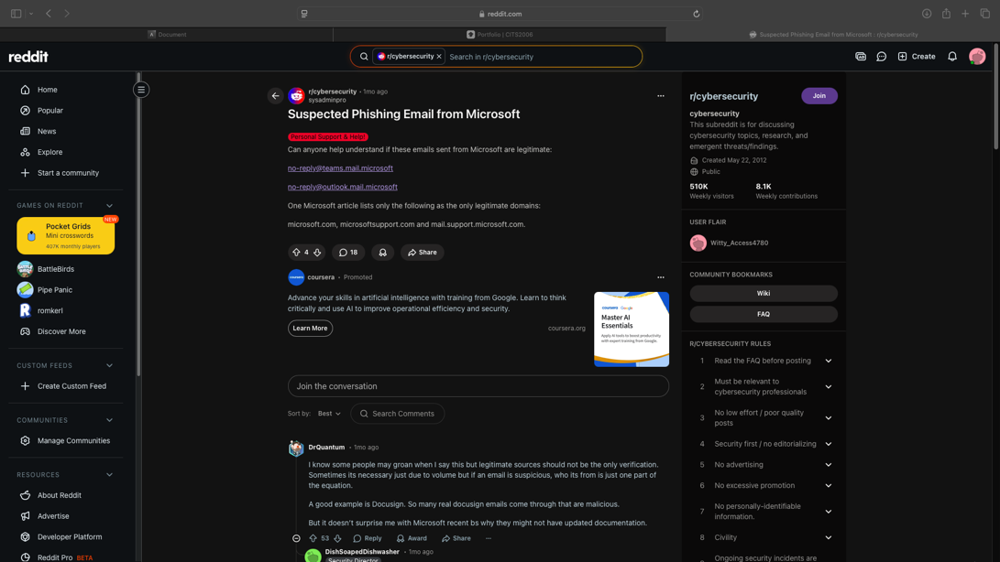 reddit.com
Document
Portfolio | CITS2006
Suspected Phishing Email from Microsoft : r/cybersecurity
reddit
r/cybersecurity
Search in r/cybersecurity
Create
Home
Popular
News
Explore
Start a community
GAMES ON REDDIT
Pocket Grids
NEW
Mini crosswords
407K monthly players
BattleBirds
Pipe Panic
romkerl
Discover More
CUSTOM FEEDS
Create Custom Feed
COMMUNITIES
Manage Communities
RESOURCES
About Reddit
Advertise
Developer Platform
Reddit Pro BETA
r/cybersecurity • 1mo ago
sysadminpro
Suspected Phishing Email from Microsoft
Personal Support & Help!
Can anyone help understand if these emails sent from Microsoft are legitimate:
no-reply@teams.mail.microsoft
no-reply@outlook.mail.microsoft
One Microsoft article lists only the following as the only legitimate domains:
microsoft.com, microsoftsupport.com and mail.support.microsoft.com.
4
18
Share
coursera • Promoted
Advance your skills in artificial intelligence with training from Google. Learn to think
critically and use AI to improve operational efficiency and security.
Learn More
coursera.org
coursera Google
Master AI
Essentials
Apply AI tools to boost productivity,
with expert training from Google.
Join the conversation
Sort by: Best
Search Comments
DrQuantum • 1mo ago
I know some people may groan when I say this but legitimate sources should not be the only verification.
Sometimes its necessary just due to volume but if an email is suspicious, who its from is just one part of
the equation.
A good example is Docusign. So many real docusign emails come through that are malicious.
But it doesn't surprise me with Microsoft recent bs why they might not have updated documentation.
53
Reply
Award
Share
DishSoapedDishwasher • 1mo ago
Security Director
r/cybersecurity
Join
cybersecurity
This subreddit is for discussing
cybersecurity topics, research, and
emergent threats/findings.
Created May 22, 2012
Public
510K
8.1K
Weekly visitors
Weekly contributions
USER FLAIR
Witty_Access4780
COMMUNITY BOOKMARKS
Wiki
FAQ
R/CYBERSECURITY RULES
1 Read the FAQ before posting
2 Must be relevant to
cybersecurity professionals
3 No low effort / poor quality
posts
4 Security first / no editorializing
5 No advertising
6 No excessive promotion
7 No personally-identifiable
information.
8 Civility
Ongoing security incidents are